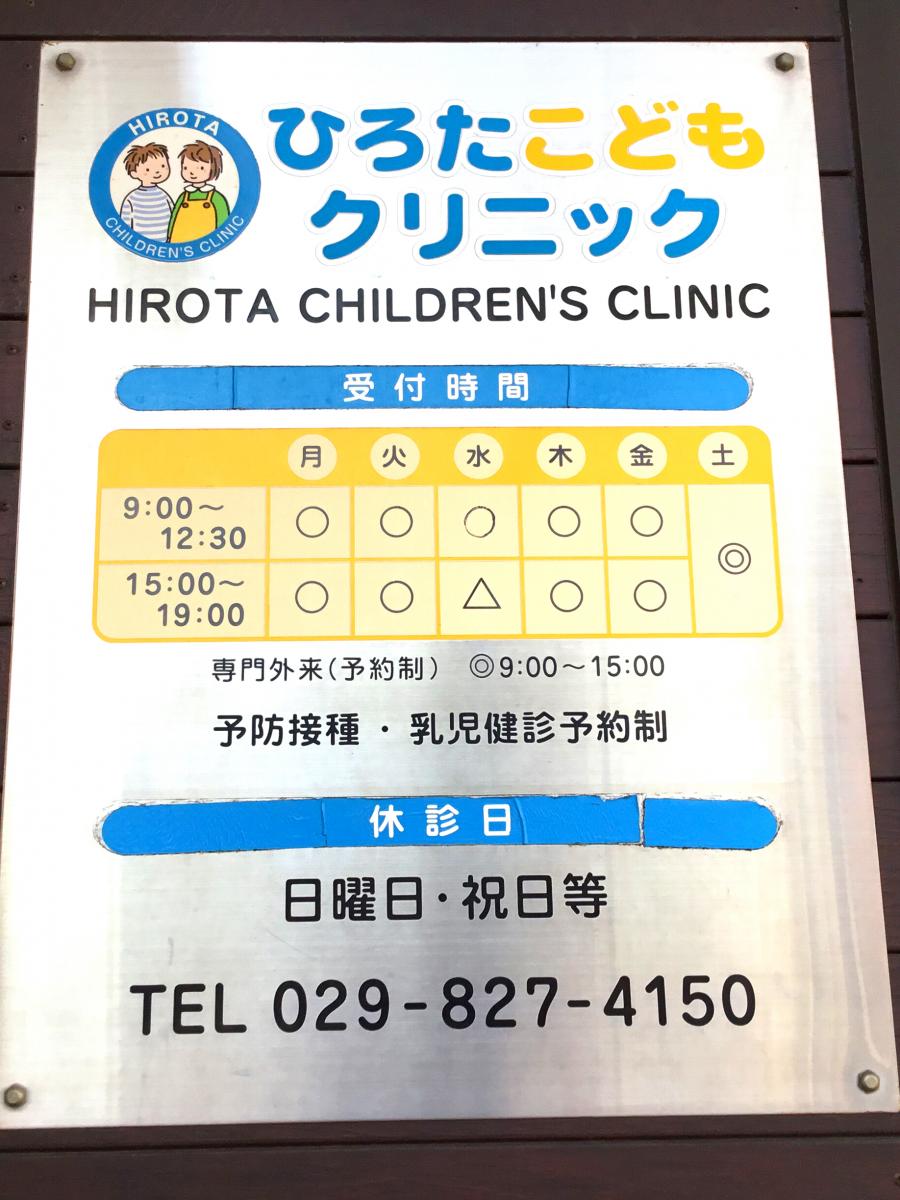 HIROTA
CHILDREN'S CLINIC
ひろたこども
クリニック
HIROTA CHILDREN'S CLINIC
受付時間
月 火 水 木 金 土
9:00～
12:30 ○ ○ ○ ○ ○ ◎
15:00～
19:00 ○ ○ △ ○ ○
専門外来(予約制) ◎9:00～15:00
予防接種・乳児健診予約制
休診日
日曜日・祝日等
TEL 029-827-4150